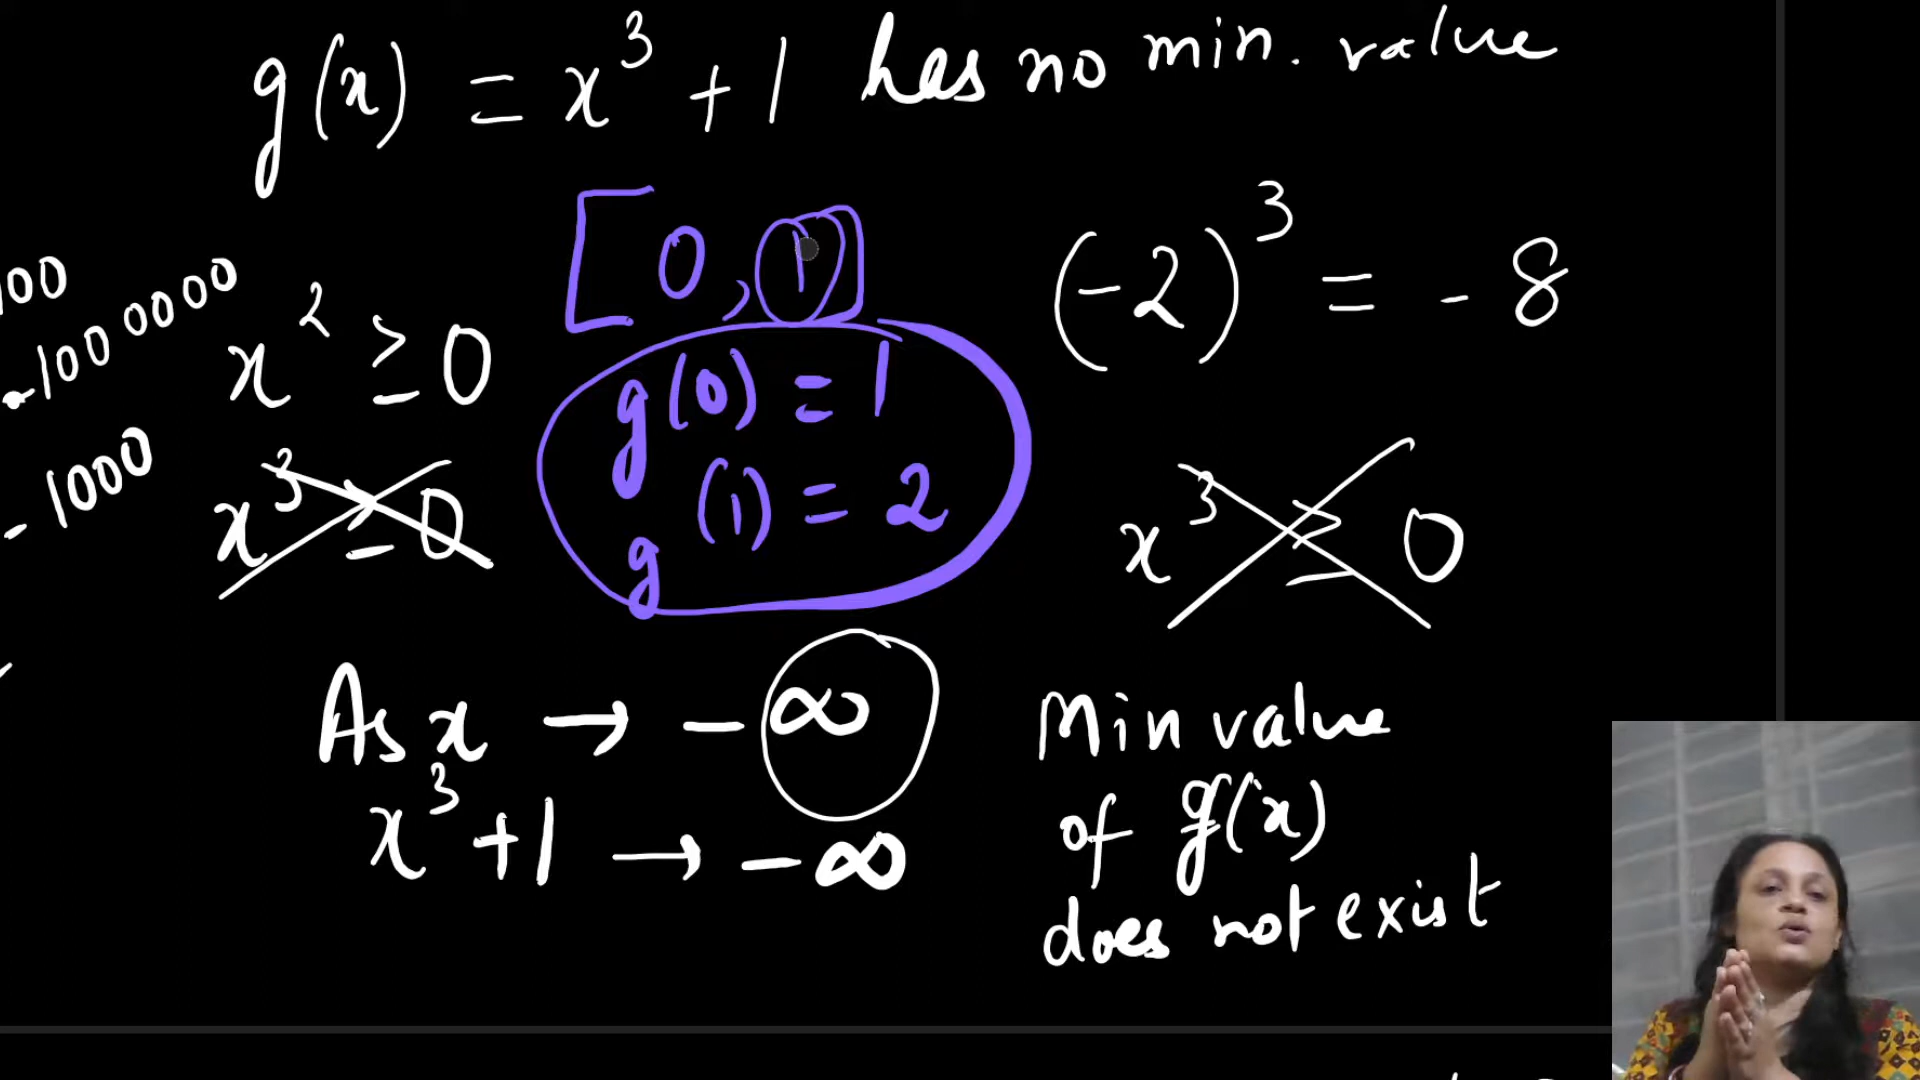 g(x) = x³ + 1 has no min. value
[0, 1]
(-2)³ = - 8
100
-100 0000
- 1000
x² ≥ 0
x³ ≥ 0
g(0) = 1
g(1) = 2
x³ ≥ 0
As x → - ∞
x³ + 1 → - ∞
Min value
of g(x)
does not exist